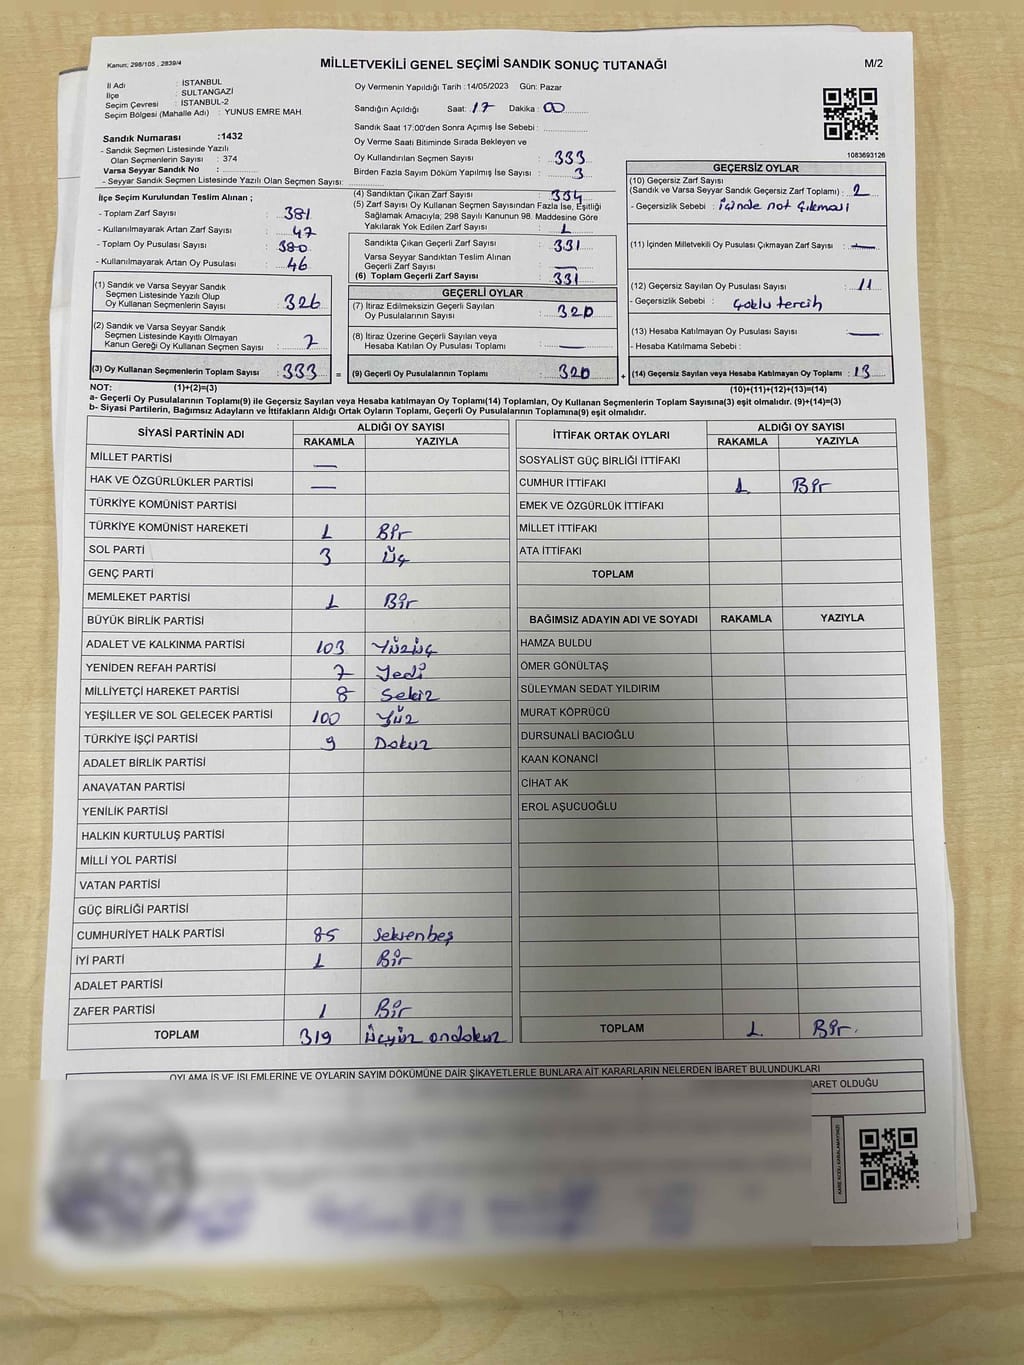 Kanun; 298/105 , 2839/4
MİLLETVEKİLİ GENEL SEÇİMİ SANDIK SONUÇ TUTANAĞI
M/2
İl Adı : İSTANBUL
İlçe : SULTANGAZİ
Seçim Çevresi : İSTANBUL-2
Seçim Bölgesi (Mahalle Adı) : YUNUS EMRE MAH
Sandık Numarası :1432
- Sandık Seçmen Listesinde Yazılı
Olan Seçmenlerin Sayısı : 374
Varsa Seyyar Sandık No :
- Seyyar Sandık Seçmen Listesinde Yazılı Olan Seçmen Sayısı:
Oy Vermenin Yapıldığı Tarih :14/05/2023 Gün: Pazar
Sandığın Açıldığı Saat: 17 Dakika : 00
Sandık Saat 17:00'den Sonra Açımış İse Sebebi :
Oy Verme Saati Bitiminde Sırada Bekleyen ve
Oy Kullandırılan Seçmen Sayısı : 333
Birden Fazla Sayım Döküm Yapılmış İse Sayısı : 3
1083693126
İlçe Seçim Kurulundan Teslim Alınan ;
- Toplam Zarf Sayısı : 381
- Kullanılmayarak Artan Zarf Sayısı : 47
- Toplam Oy Pusulası Sayısı : 380
- Kullanılmayarak Artan Oy Pusulası : 46
(1) Sandık ve Varsa Seyyar Sandık
Seçmen Listesinde Yazılı Olup
Oy Kullanan Seçmenlerin Sayısı : 326
(2) Sandık ve Varsa Seyyar Sandık
Seçmen Listesinde Kayıtlı Olmayan
Kanun Gereği Oy Kullanan Seçmen Sayısı : 7
(3) Oy Kullanan Seçmenlerin Toplam Sayısı : 333
(4) Sandıktan Çıkan Zarf Sayısı : 334
(5) Zarf Sayısı Oy Kullanan Seçmen Sayısından Fazla İse, Eşitliği
Sağlamak Amacıyla; 298 Sayılı Kanunun 98. Maddesine Göre
Yakılarak Yok Edilen Zarf Sayısı : 1
Sandıkta Çıkan Geçerli Zarf Sayısı : 331
Varsa Seyyar Sandıktan Teslim Alınan
Geçerli Zarf Sayısı : —
(6) Toplam Geçerli Zarf Sayısı : 331
GEÇERLİ OYLAR
(7) İtiraz Edilmeksizin Geçerli Sayılan
Oy Pusulalarının Sayısı : 320
(8) İtiraz Üzerine Geçerli Sayılan veya
Hesaba Katılan Oy Pusulası Toplamı : —
= (9) Geçerli Oy Pusulalarının Toplamı : 320
GEÇERSİZ OYLAR
(10) Geçersiz Zarf Sayısı
(Sandık ve Varsa Seyyar Sandık Geçersiz Zarf Toplamı) : 2
- Geçersizlik Sebebi : içinde not çıkması
(11) İçinden Milletvekili Oy Pusulası Çıkmayan Zarf Sayısı : —
(12) Geçersiz Sayılan Oy Pusulası Sayısı : 11
- Geçersizlik Sebebi : Çoklu tercih
(13) Hesaba Katılmayan Oy Pusulası Sayısı : —
- Hesaba Katılmama Sebebi :
+ (14) Geçersiz Sayılan veya Hesaba Katılmayan Oy Toplamı : 13
NOT: (1)+(2)=(3) (10)+(11)+(12)+(13)=(14)
a- Geçerli Oy Pusulalarının Toplamı(9) ile Geçersiz Sayılan veya Hesaba katılmayan Oy Toplamı(14) Toplamları, Oy Kullanan Seçmenlerin Toplam Sayısına(3) eşit olmalıdır. (9)+(14)=(3)
b- Siyasi Partilerin, Bağımsız Adayların ve İttifakların Aldığı Ortak Oyların Toplamı, Geçerli Oy Pusulalarının Toplamına(9) eşit olmalıdır.
SİYASİ PARTİNİN ADI ALDIĞI OY SAYISI
RAKAMLA YAZIYLA
MİLLET PARTİSİ —
HAK VE ÖZGÜRLÜKLER PARTİSİ —
TÜRKİYE KOMÜNİST PARTİSİ
TÜRKİYE KOMÜNİST HAREKETİ 1 Bir
SOL PARTİ 3 üç
GENÇ PARTİ
MEMLEKET PARTİSİ 1 Bir
BÜYÜK BİRLİK PARTİSİ
ADALET VE KALKINMA PARTİSİ 103 Yüzüç
YENİDEN REFAH PARTİSİ 7 Yedi
MİLLİYETÇİ HAREKET PARTİSİ 8 Sekiz
YEŞİLLER VE SOL GELECEK PARTİSİ 100 Yüz
TÜRKİYE İŞÇİ PARTİSİ 9 Dokuz
ADALET BİRLİK PARTİSİ
ANAVATAN PARTİSİ
YENİLİK PARTİSİ
HALKIN KURTULUŞ PARTİSİ
MİLLİ YOL PARTİSİ
VATAN PARTİSİ
GÜÇ BİRLİĞİ PARTİSİ
CUMHURİYET HALK PARTİSİ 85 Seksenbeş
İYİ PARTİ 1 Bir
ADALET PARTİSİ
ZAFER PARTİSİ 1 Bir
TOPLAM 319 üçyüz ondokuz
İTTİFAK ORTAK OYLARI ALDIĞI OY SAYISI
RAKAMLA YAZIYLA
SOSYALİST GÜÇ BİRLİĞİ İTTİFAKI
CUMHUR İTTİFAKI 1 Bir
EMEK VE ÖZGÜRLÜK İTTİFAKI
MİLLET İTTİFAKI
ATA İTTİFAKI
TOPLAM
BAĞIMSIZ ADAYIN ADI VE SOYADI RAKAMLA YAZIYLA
HAMZA BULDU
ÖMER GÖNÜLTAŞ
SÜLEYMAN SEDAT YILDIRIM
MURAT KÖPRÜCÜ
DURSUNALİ BACIOĞLU
KAAN KONANCİ
CİHAT AK
EROL AŞUCUOĞLU
TOPLAM 1 Bir.
OYLAMA İŞ VE İŞLEMLERİNE VE OYLARIN SAYIM DÖKÜMÜNE DAİR ŞİKAYETLERLE BUNLARA AİT KARARLARIN NELERDEN İBARET BULUNDUKLARI
BARET OLDUĞU